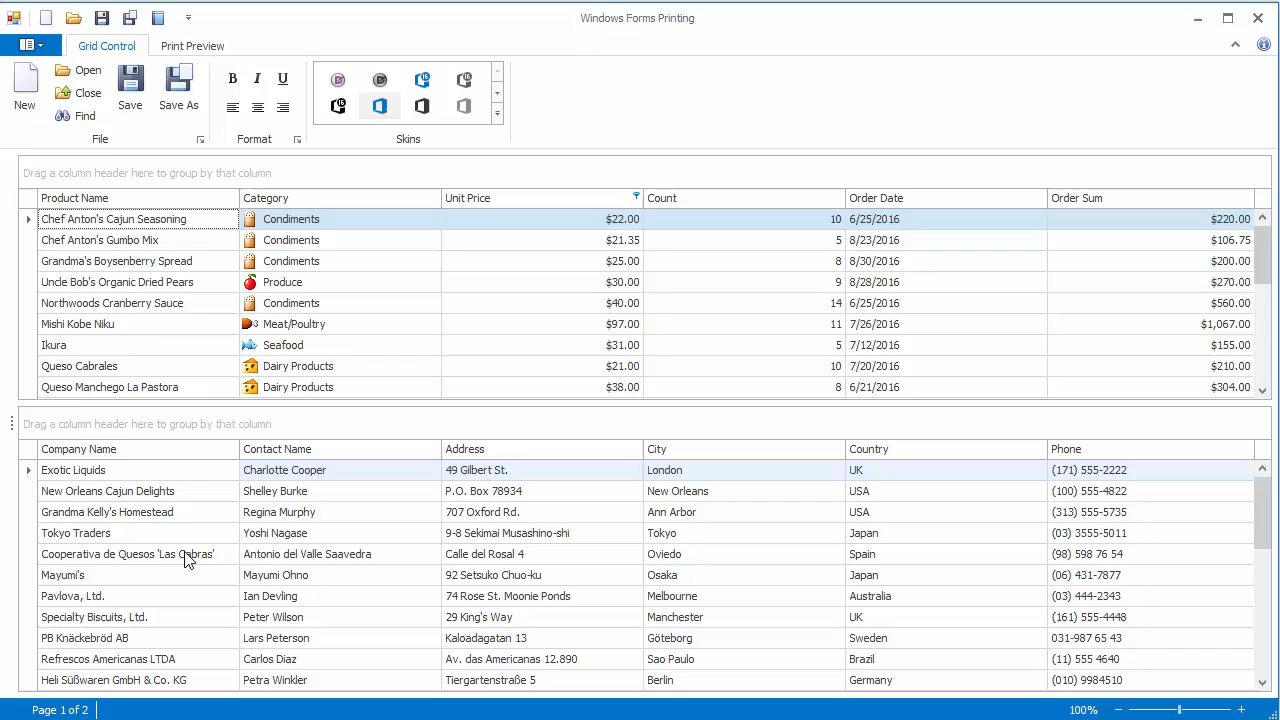 Windows Forms Printing
Grid Control Print Preview
New Open Close Find Save Save As
B I U
File Format Skins
Drag a column header here to group by that column
Product Name Category Unit Price Count Order Date Order Sum
Chef Anton's Cajun Seasoning Condiments $22.00 10 6/25/2016 $220.00
Chef Anton's Gumbo Mix Condiments $21.35 5 8/23/2016 $106.75
Grandma's Boysenberry Spread Condiments $25.00 8 8/30/2016 $200.00
Uncle Bob's Organic Dried Pears Produce $30.00 9 8/28/2016 $270.00
Northwoods Cranberry Sauce Condiments $40.00 14 6/25/2016 $560.00
Mishi Kobe Niku Meat/Poultry $97.00 11 7/26/2016 $1,067.00
Ikura Seafood $31.00 5 7/12/2016 $155.00
Queso Cabrales Dairy Products $21.00 10 7/20/2016 $210.00
Queso Manchego La Pastora Dairy Products $38.00 8 6/21/2016 $304.00
Drag a column header here to group by that column
Company Name Contact Name Address City Country Phone
Exotic Liquids Charlotte Cooper 49 Gilbert St. London UK (171) 555-2222
New Orleans Cajun Delights Shelley Burke P.O. Box 78934 New Orleans USA (100) 555-4822
Grandma Kelly's Homestead Regina Murphy 707 Oxford Rd. Ann Arbor USA (313) 555-5735
Tokyo Traders Yoshi Nagase 9-8 Sekimai Musashino-shi Tokyo Japan (03) 3555-5011
Cooperativa de Quesos 'Las Cabras' Antonio del Valle Saavedra Calle del Rosal 4 Oviedo Spain (98) 598 76 54
Mayumi's Mayumi Ohno 92 Setsuko Chuo-ku Osaka Japan (06) 431-7877
Pavlova, Ltd. Ian Devling 74 Rose St. Moonie Ponds Melbourne Australia (03) 444-2343
Specialty Biscuits, Ltd. Peter Wilson 29 King's Way Manchester UK (161) 555-4448
PB Knäckebröd AB Lars Peterson Kaloadagatan 13 Göteborg Sweden 031-987 65 43
Refrescos Americanas LTDA Carlos Diaz Av. das Americanas 12.890 Sao Paulo Brazil (11) 555 4640
Heli Süßwaren GmbH & Co. KG Petra Winkler Tiergartenstraße 5 Berlin Germany (010) 9984510
Page 1 of 2 100%